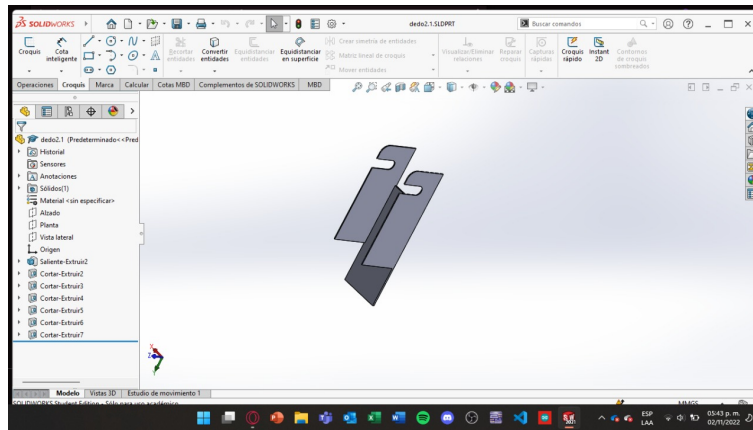 SOLIDWORKS
dedo2.1.SLDPRT
Buscar comandos
Croquis
Cota inteligente
Recortar entidades
Convertir entidades
Equidistanciar entidades
Equidistanciar en superficie
Crear simetría de entidades
Matriz lineal de croquis
Mover entidades
Visualizar/Eliminar relaciones
Reparar croquis
Capturas rápidas
Croquis rápido
Instant 2D
Contornos de croquis combinados
Operaciones Croquis Marca Calcular Cotas MBD Complementos de SOLIDWORKS MBD
dedo2.1 (Predeterminado<<Pred
Historial
Sensores
Anotaciones
Sólidos(1)
Material <sin especificar>
Alzado
Planta
Vista lateral
Origen
Saliente-Extruir2
Cortar-Extruir2
Cortar-Extruir3
Cortar-Extruir4
Cortar-Extruir5
Cortar-Extruir6
Cortar-Extruir7
Z
Modelo Vistas 3D Estudio de movimiento 1
SOLIDWORKS Student Edition - Sólo para uso académico
MMGS
ESP
LAA
05:43 p. m.
02/11/2022